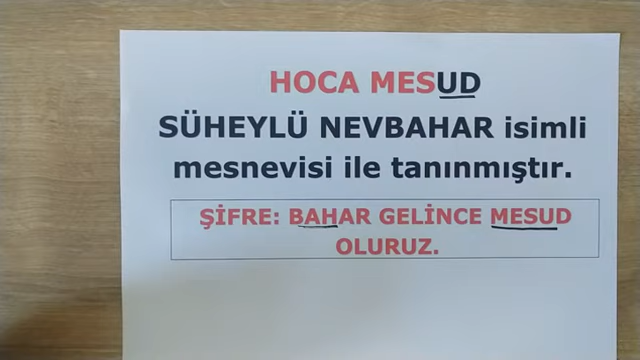 HOCA MESUD
SÜHEYLÜ NEVBAHAR isimli
mesnevisi ile tanınmıştır.
ŞİFRE: BAHAR GELİNCE MESUD
OLURUZ.